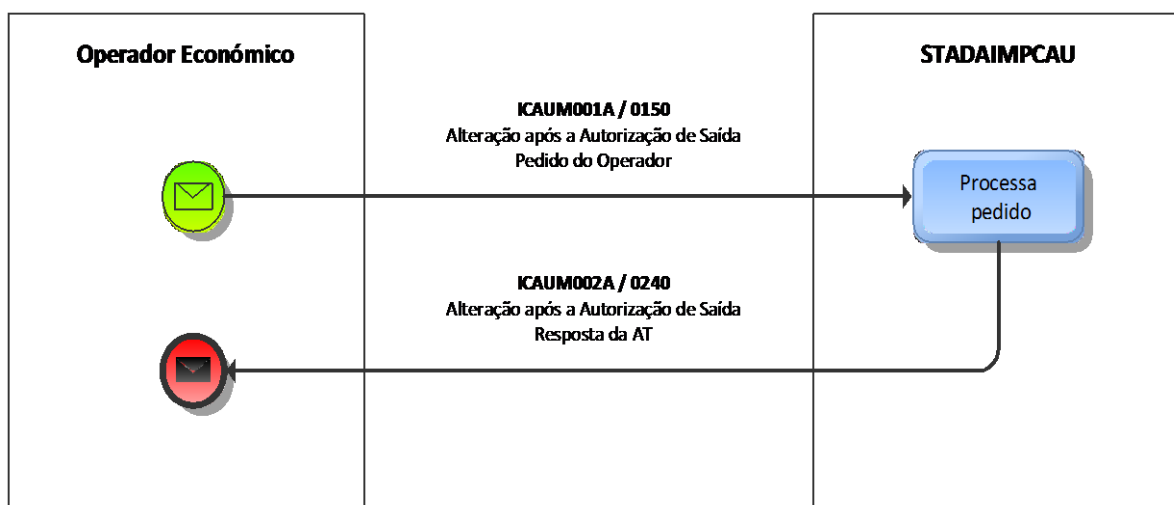 Operador Económico
STADAIMPCAU
ICAUM001A / 0150
Alteração após a Autorização de Saída
Pedido do Operador
Processa
pedido
ICAUM002A / 0240
Alteração após a Autorização de Saída
Resposta da AT